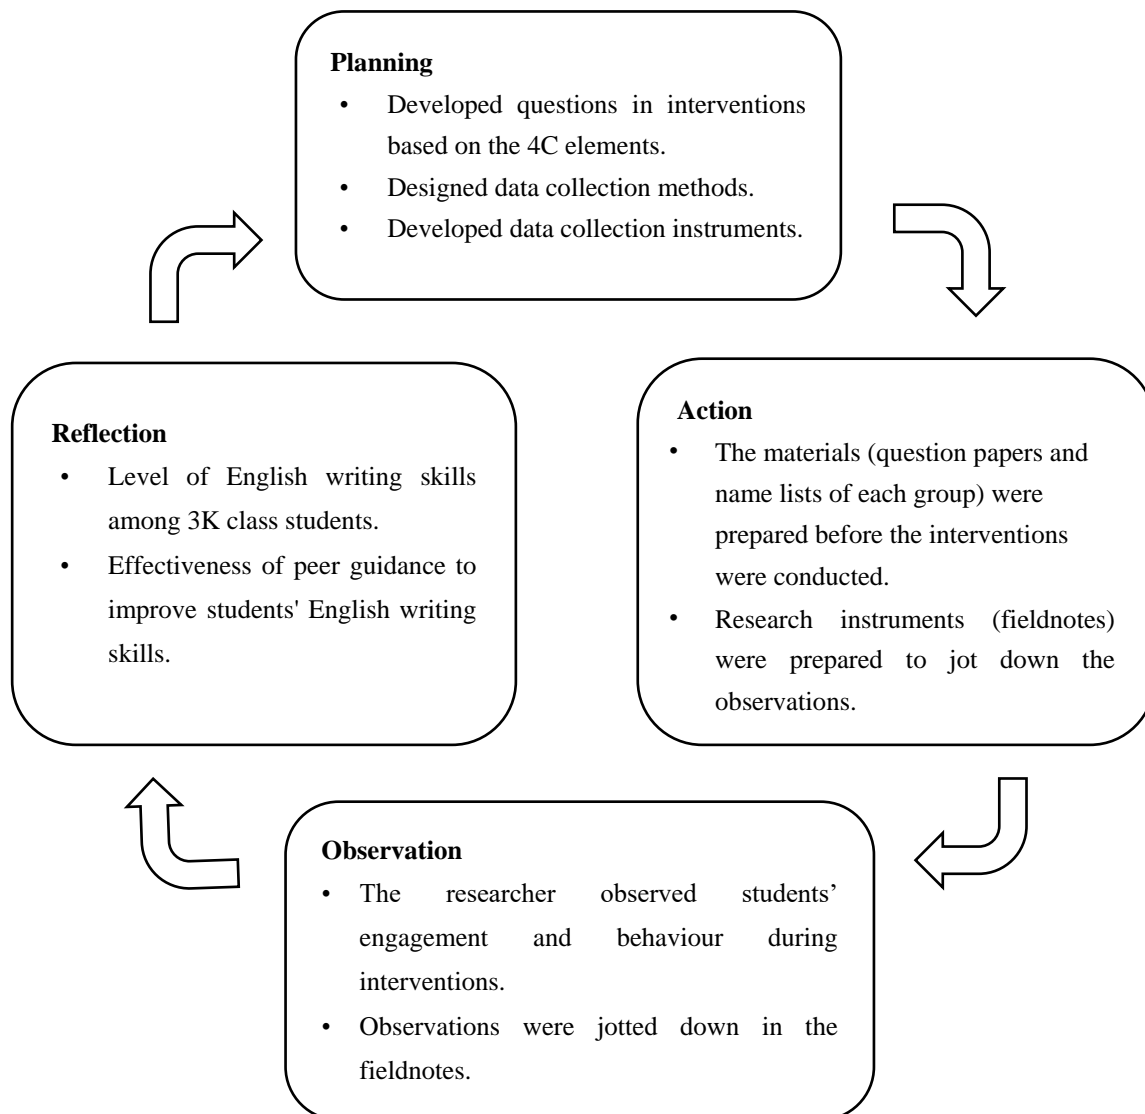 Planning
• Developed questions in interventions
based on the 4C elements.
• Designed data collection methods.
• Developed data collection instruments.
Action
• The materials (question papers and
name lists of each group) were
prepared before the interventions
were conducted.
• Research instruments (fieldnotes)
were prepared to jot down the
observations.
Observation
• The researcher observed students’
engagement and behaviour during
interventions.
• Observations were jotted down in the
fieldnotes.
Reflection
• Level of English writing skills
among 3K class students.
• Effectiveness of peer guidance to
improve students' English writing
skills.